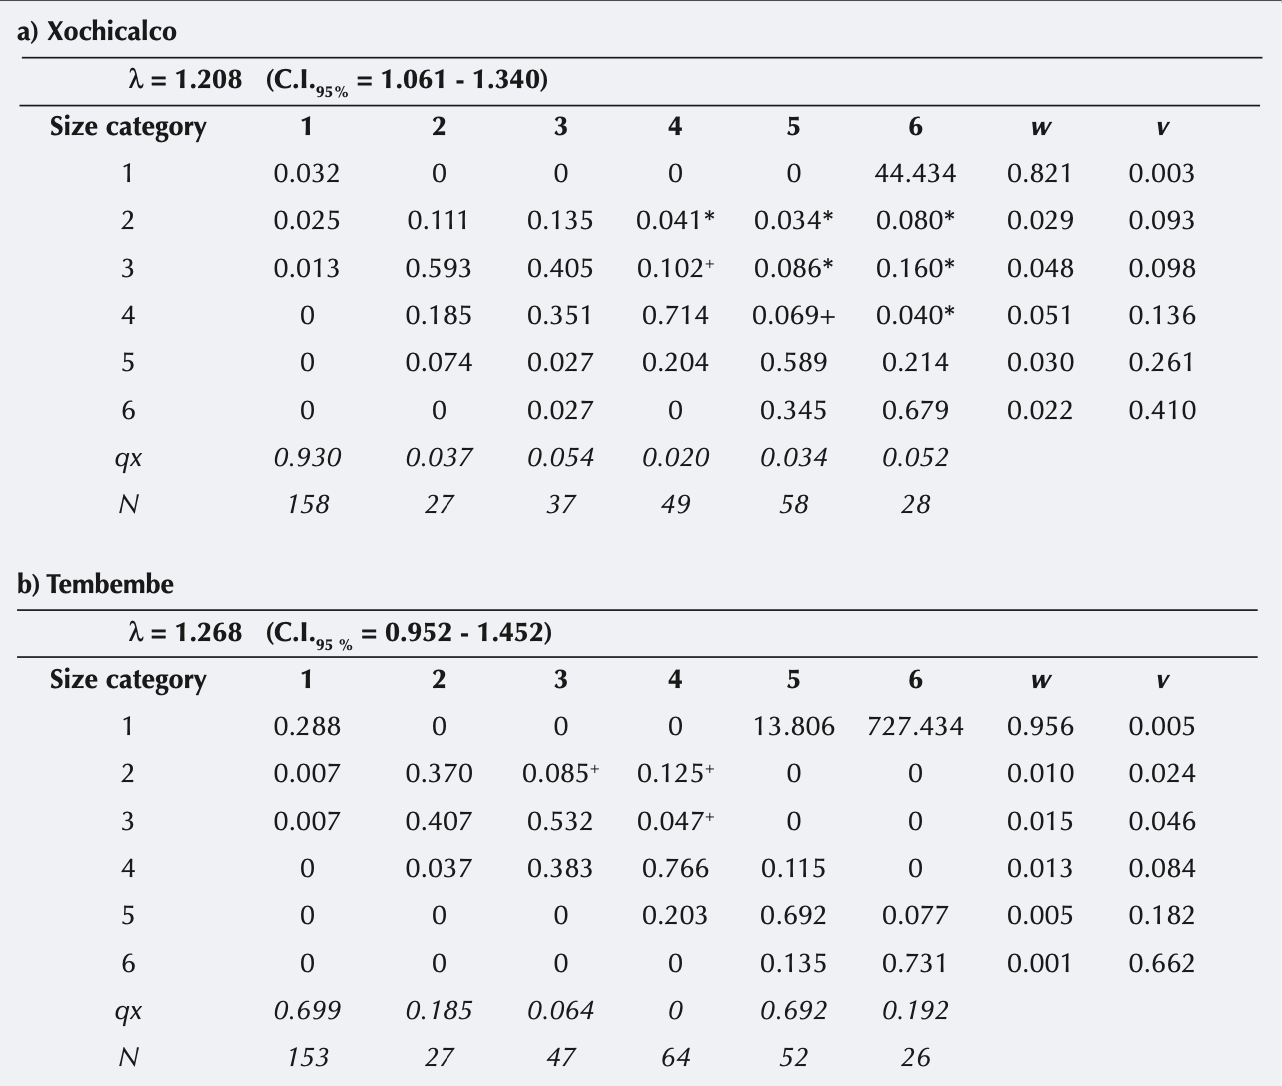 a) Xochicalco
λ = 1.208 (C.I.95% = 1.061 - 1.340)
Size category 1 2 3 4 5 6 w v
1 0.032 0 0 0 0 44.434 0.821 0.003
2 0.025 0.111 0.135 0.041* 0.034* 0.080* 0.029 0.093
3 0.013 0.593 0.405 0.102+ 0.086* 0.160* 0.048 0.098
4 0 0.185 0.351 0.714 0.069+ 0.040* 0.051 0.136
5 0 0.074 0.027 0.204 0.589 0.214 0.030 0.261
6 0 0 0.027 0 0.345 0.679 0.022 0.410
qx 0.930 0.037 0.054 0.020 0.034 0.052
N 158 27 37 49 58 28
b) Tembembe
λ = 1.268 (C.I.95 % = 0.952 - 1.452)
Size category 1 2 3 4 5 6 w v
1 0.288 0 0 0 13.806 727.434 0.956 0.005
2 0.007 0.370 0.085+ 0.125+ 0 0 0.010 0.024
3 0.007 0.407 0.532 0.047+ 0 0 0.015 0.046
4 0 0.037 0.383 0.766 0.115 0 0.013 0.084
5 0 0 0 0.203 0.692 0.077 0.005 0.182
6 0 0 0 0 0.135 0.731 0.001 0.662
qx 0.699 0.185 0.064 0 0.692 0.192
N 153 27 47 64 52 26